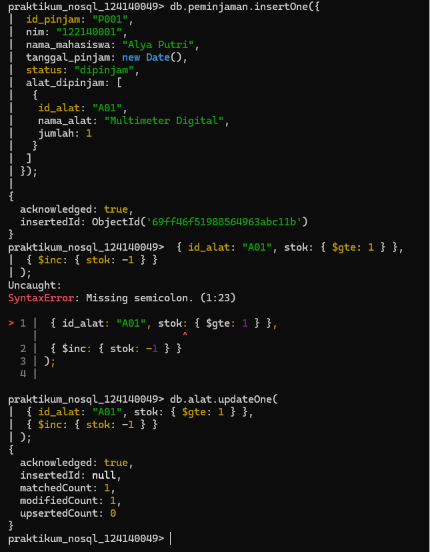 praktikum_nosql_124140049> db.peminjaman.insertOne({
|   id_pinjam: "P001",
|   nim: "122140001",
|   nama_mahasiswa: "Alya Putri",
|   tanggal_pinjam: new Date(),
|   status: "dipinjam",
|   alat_dipinjam: [
|    {
|     id_alat: "A01",
|     nama_alat: "Multimeter Digital",
|     jumlah: 1
|    }
|   ]
| });
|
{
  acknowledged: true,
  insertedId: ObjectId('69ff46f51988564963abc11b')
}
praktikum_nosql_124140049>  { id_alat: "A01", stok: { $gte: 1 } },
|  { $inc: { stok: -1 } }
| );
Uncaught:
SyntaxError: Missing semicolon. (1:23)

> 1 |  { id_alat: "A01", stok: { $gte: 1 } },
    |                        ^
  2 |  { $inc: { stok: -1 } }
  3 | );
  4 |

praktikum_nosql_124140049> db.alat.updateOne(
|  { id_alat: "A01", stok: { $gte: 1 } },
|  { $inc: { stok: -1 } }
| );
{
  acknowledged: true,
  insertedId: null,
  matchedCount: 1,
  modifiedCount: 1,
  upsertedCount: 0
}
praktikum_nosql_124140049>